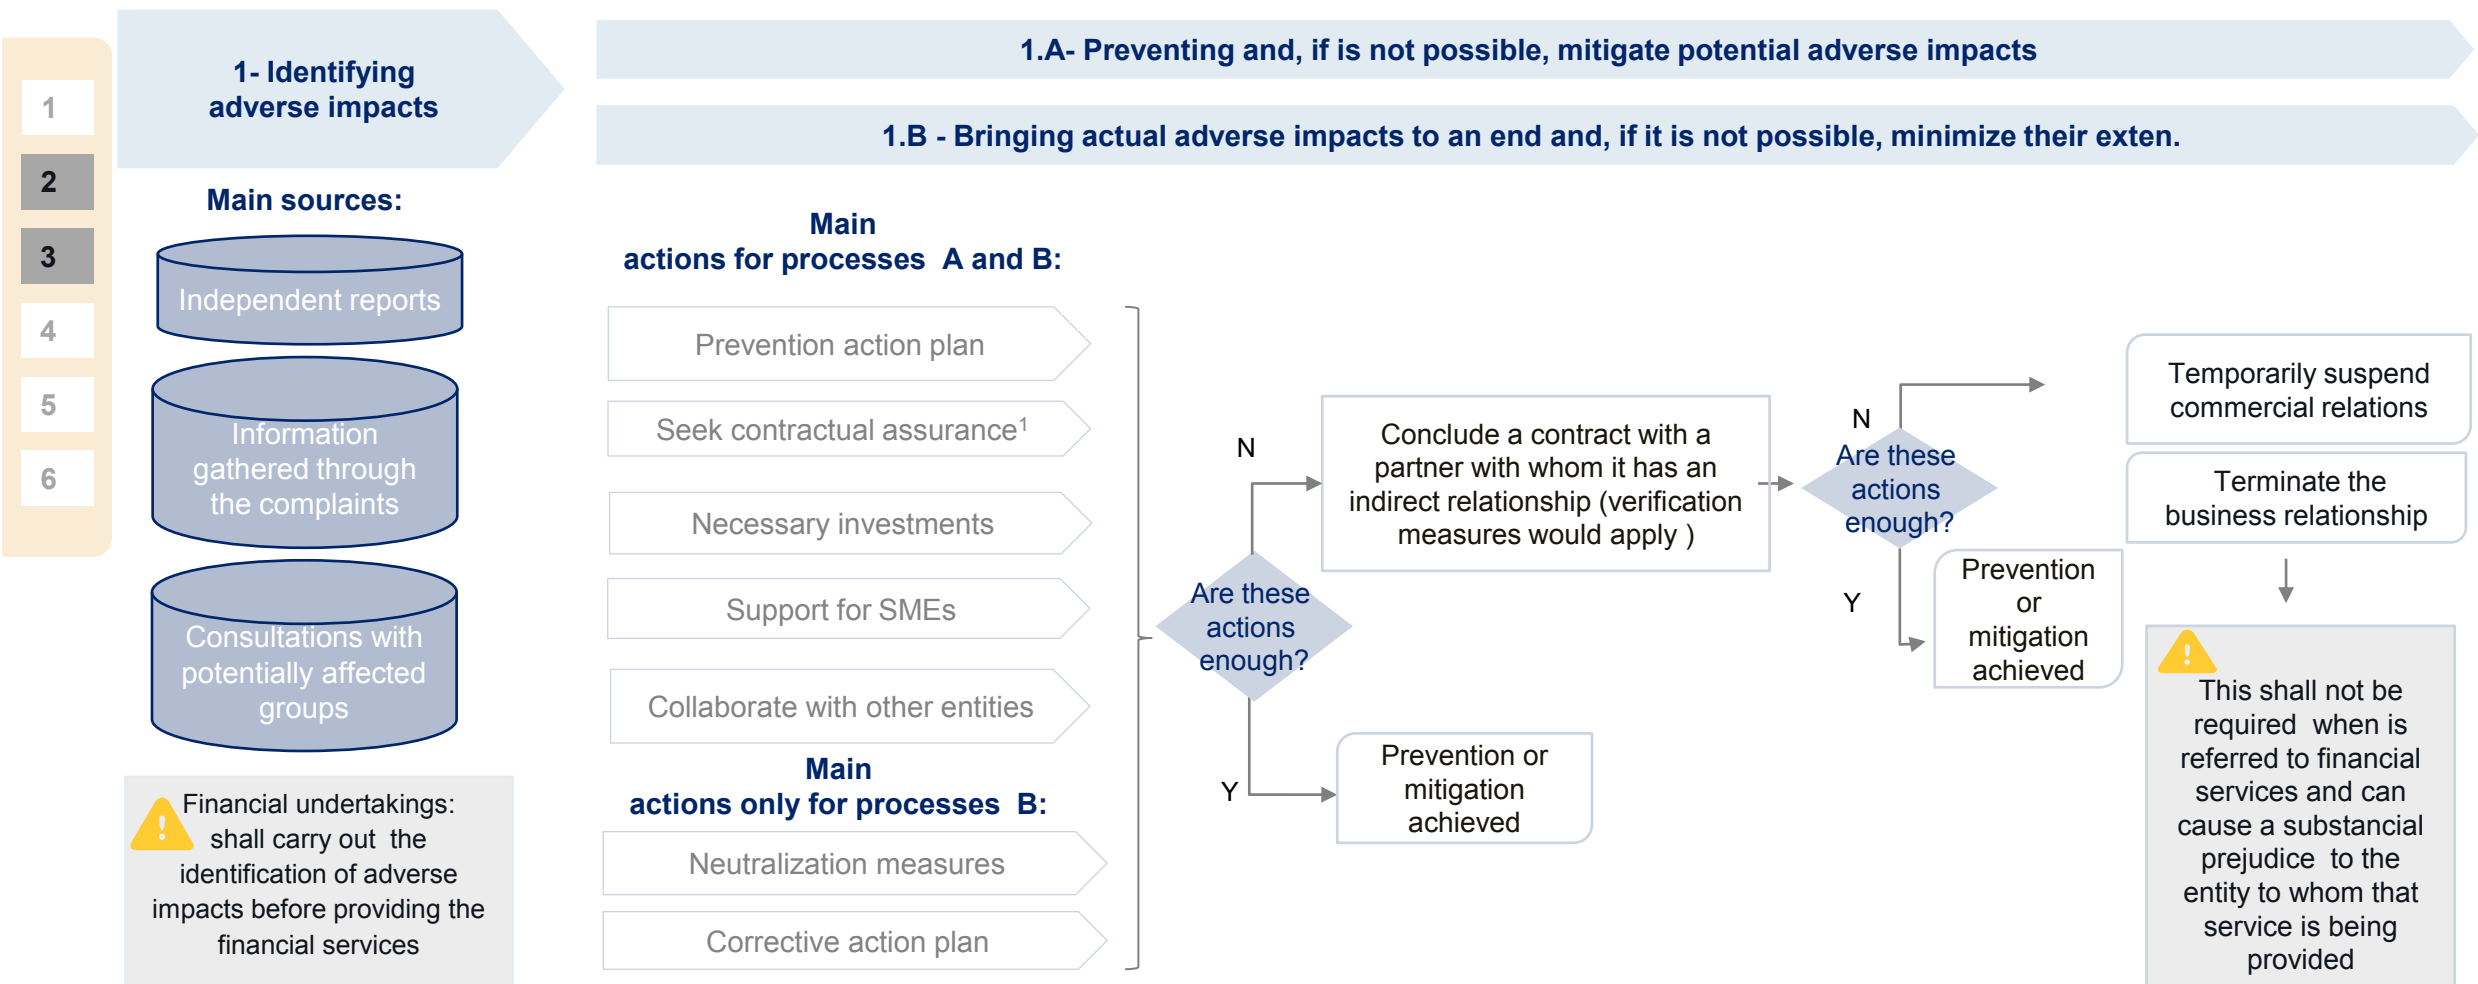 1
2
3
4
5
6
1- Identifying
adverse impacts
1.A- Preventing and, if is not possible, mitigate potential adverse impacts
1.B - Bringing actual adverse impacts to an end and, if it is not possible, minimize their exten.
Main sources:
Independent reports
Information
gathered through
the complaints
Consultations with
potentially affected
groups
Financial undertakings:
shall carry out the
identification of adverse
impacts before providing the
financial services
Main
actions for processes A and B:
Prevention action plan
Seek contractual assurance¹
Necessary investments
Support for SMEs
Collaborate with other entities
Main
actions only for processes B:
Neutralization measures
Corrective action plan
Are these
actions
enough?
N
Y
Conclude a contract with a
partner with whom it has an
indirect relationship (verification
measures would apply )
Prevention or
mitigation
achieved
Are these
actions
enough?
N
Y
Prevention
or
mitigation
achieved
Temporarily suspend
commercial relations
Terminate the
business relationship
This shall not be
required when is
referred to financial
services and can
cause a substancial
prejudice to the
entity to whom that
service is being
provided